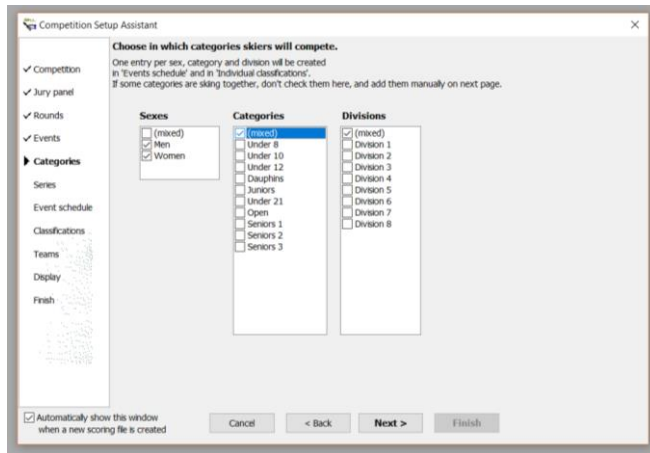 Competition Setup Assistant
Choose in which categories skiers will compete.
One entry per sex, category and division will be created
in 'Events schedule' and in 'Individual classifications'.
If some categories are skiing together, don't check them here, and add them manually on next page.
Competition
Jury panel
Rounds
Events
Categories
Series
Event schedule
Classifications
Teams
Display
Finish
Sexes
(mixed)
Men
Women
Categories
(mixed)
Under 8
Under 10
Under 12
Dauphins
Juniors
Under 21
Open
Seniors 1
Seniors 2
Seniors 3
Divisions
(mixed)
Division 1
Division 2
Division 3
Division 4
Division 5
Division 6
Division 7
Division 8
Automatically show this window
when a new scoring file is created
Cancel
< Back
Next >
Finish